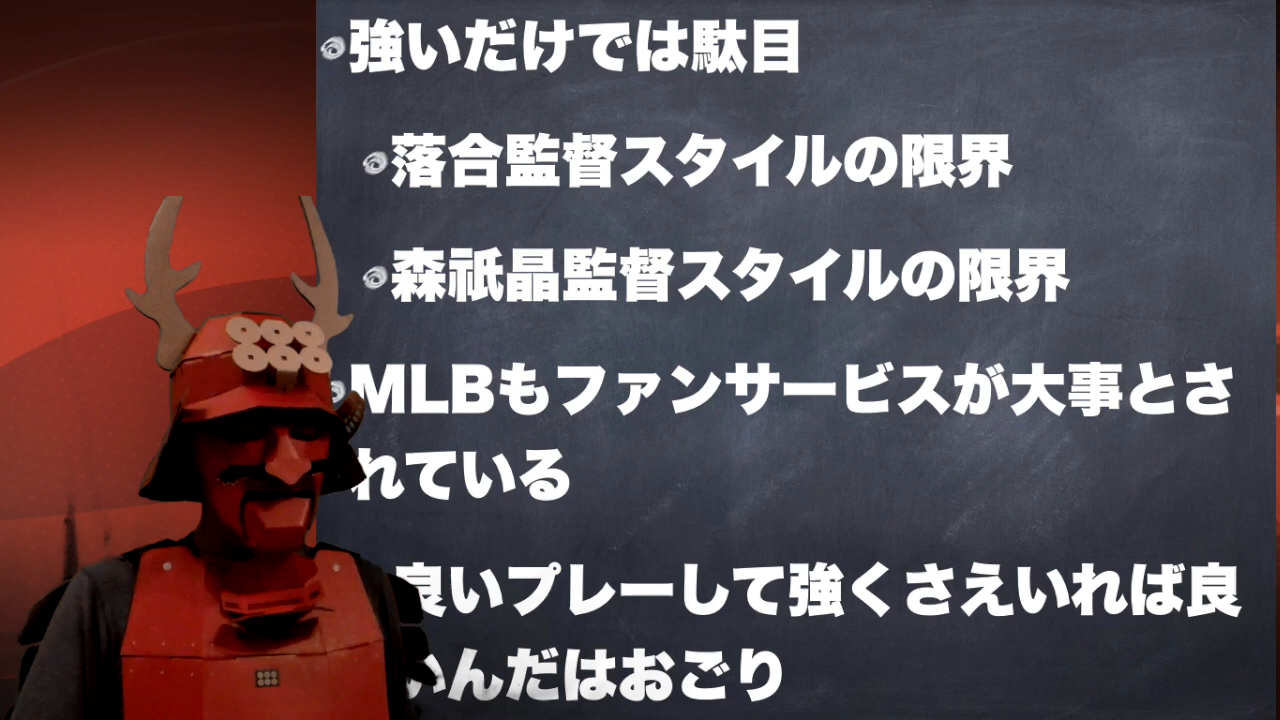 強いだけでは駄目
落合監督スタイルの限界
森祇晶監督スタイルの限界
MLBもファンサービスが大事とさ
れている
良いプレーして強くさえいれば良
いんだはおごり